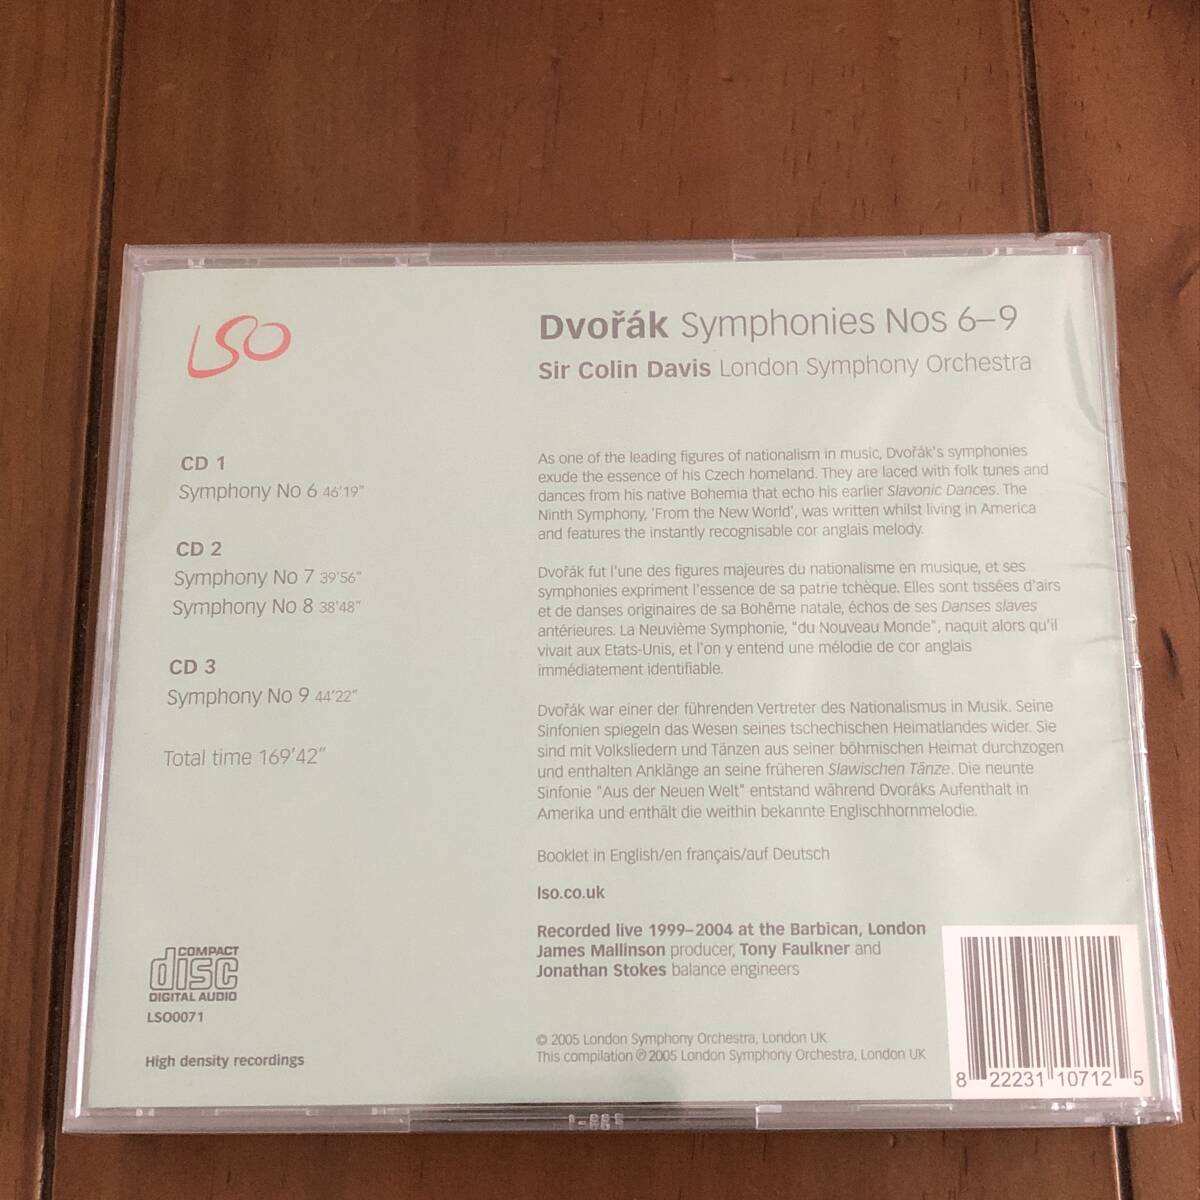 LSO
Dvořák Symphonies Nos 6–9
Sir Colin Davis London Symphony Orchestra
CD 1
Symphony No 6 46'19"
CD 2
Symphony No 7 39'56"
Symphony No 8 38'48"
CD 3
Symphony No 9 44'22"
Total time 169'42"
As one of the leading figures of nationalism in music, Dvořák's symphonies
exude the essence of his Czech homeland. They are laced with folk tunes and
dances from his native Bohemia that echo his earlier Slavonic Dances. The
Ninth Symphony, 'From the New World', was written whilst living in America
and features the instantly recognisable cor anglais melody.
Dvořák fut l'une des figures majeures du nationalisme en musique, et ses
symphonies expriment l'essence de sa patrie tchèque. Elles sont tissées d'airs
et de danses originaires de sa Bohême natale, échos de ses Danses slaves
antérieures. La Neuvième Symphonie, "du Nouveau Monde", naquit alors qu'il
vivait aux Etats-Unis, et l'on y entend une mélodie de cor anglais
immédiatement identifiable.
Dvořák war einer der führenden Vertreter des Nationalismus in Musik. Seine
Sinfonien spiegeln das Wesen seines tschechischen Heimatlandes wider. Sie
sind mit Volksliedern und Tänzen aus seiner böhmischen Heimat durchzogen
und enthalten Anklänge an seine früheren Slawischen Tänze. Die neunte
Sinfonie "Aus der Neuen Welt" entstand während Dvoráks Aufenthalt in
Amerika und enthält die weithin bekannte Englischhornmelodie.
Booklet in English/en français/auf Deutsch
lso.co.uk
Recorded live 1999–2004 at the Barbican, London
James Mallinson producer, Tony Faulkner and
Jonathan Stokes balance engineers
COMPACT
disc
DIGITAL AUDIO
LSO0071
High density recordings
© 2005 London Symphony Orchestra, London UK
This compilation ℗ 2005 London Symphony Orchestra, London UK
8 22231 10712 5